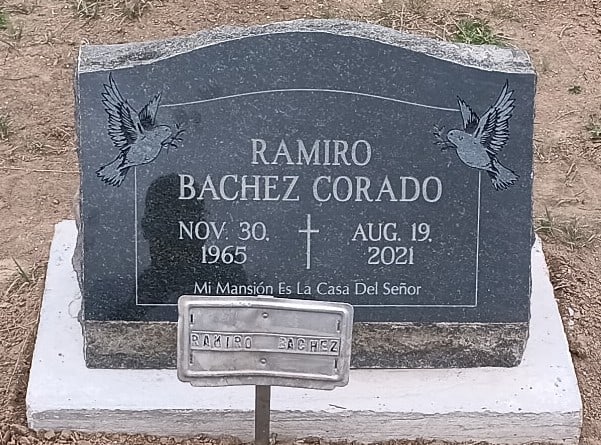 RAMIRO
BACHEZ CORADO
NOV. 30, AUG. 19,
1965 2021
Mi Mansión Es La Casa Del Señor
RAMIRO BACHEZ